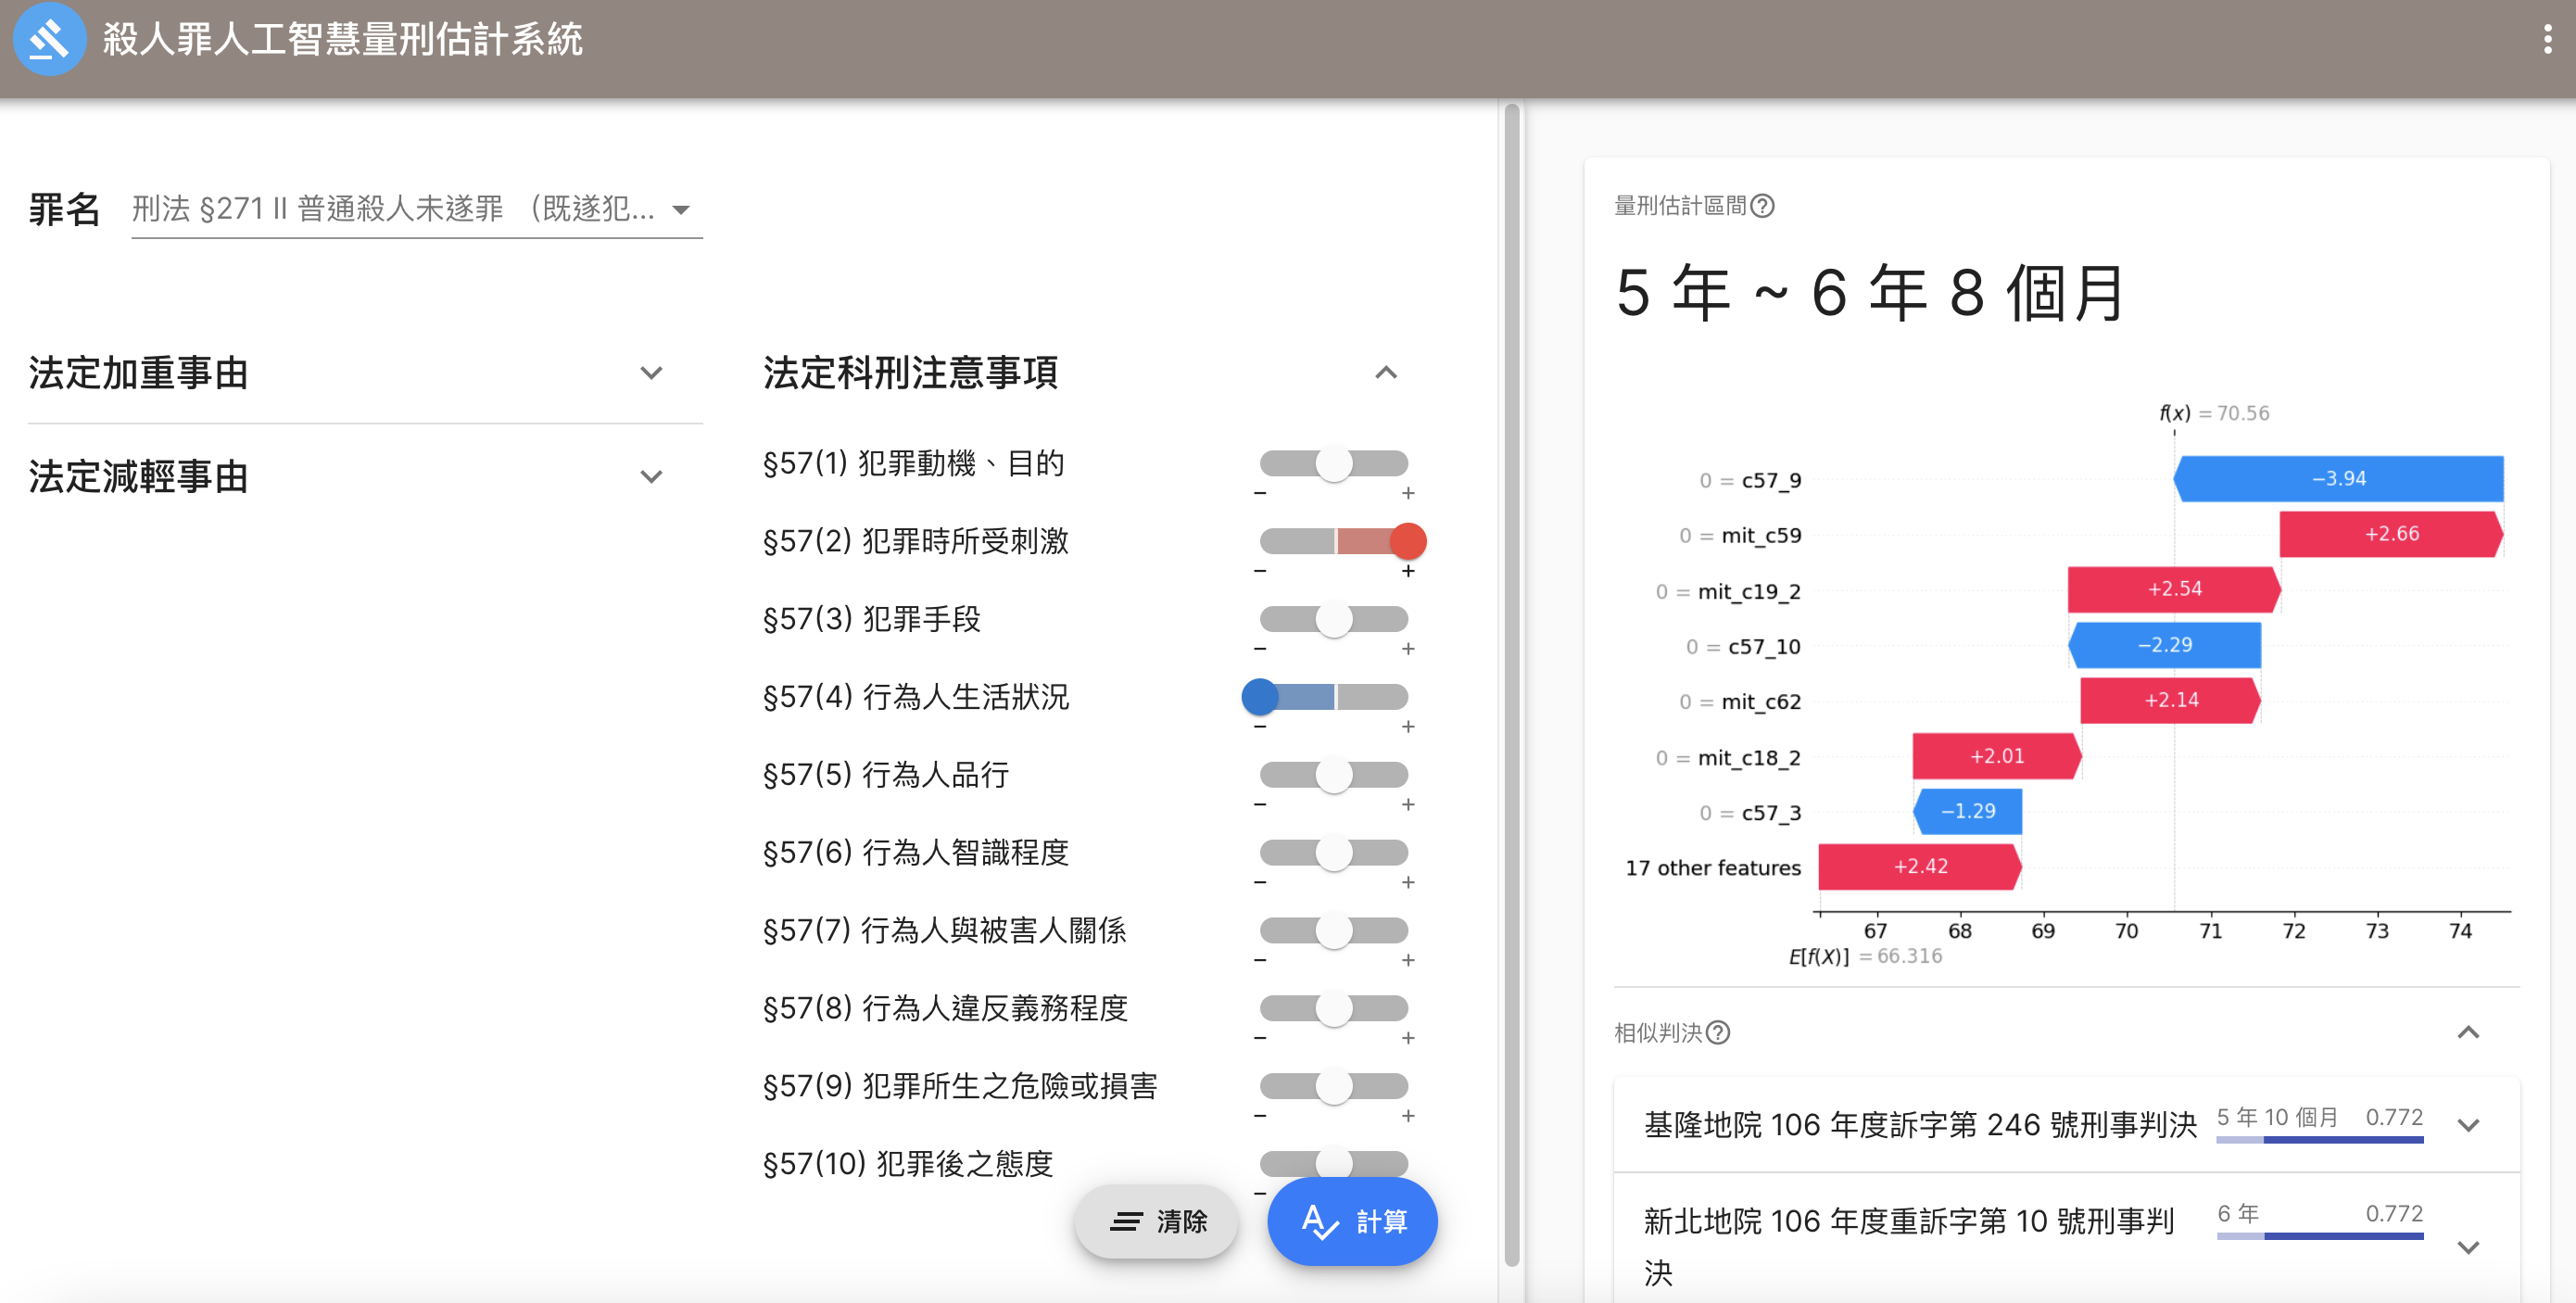 殺人罪人工智慧量刑估計系統
罪名 刑法 §271 II 普通殺人未遂罪 （既遂犯...
法定加重事由
法定減輕事由
法定科刑注意事項
§57(1) 犯罪動機、目的
− +
§57(2) 犯罪時所受刺激
− +
§57(3) 犯罪手段
− +
§57(4) 行為人生活狀況
− +
§57(5) 行為人品行
− +
§57(6) 行為人智識程度
− +
§57(7) 行為人與被害人關係
− +
§57(8) 行為人違反義務程度
− +
§57(9) 犯罪所生之危險或損害
− +
§57(10) 犯罪後之態度
−
清除
計算
量刑估計區間
5 年 ~ 6 年 8 個月
f(x) = 70.56
0 = c57_9 −3.94
0 = mit_c59 +2.66
0 = mit_c19_2 +2.54
0 = c57_10 −2.29
0 = mit_c62 +2.14
0 = mit_c18_2 +2.01
0 = c57_3 −1.29
17 other features +2.42
67 68 69 70 71 72 73 74
E[f(X)] = 66.316
相似判決
基隆地院 106 年度訴字第 246 號刑事判決 5 年 10 個月 0.772
新北地院 106 年度重訴字第 10 號刑事判 6 年 0.772
決